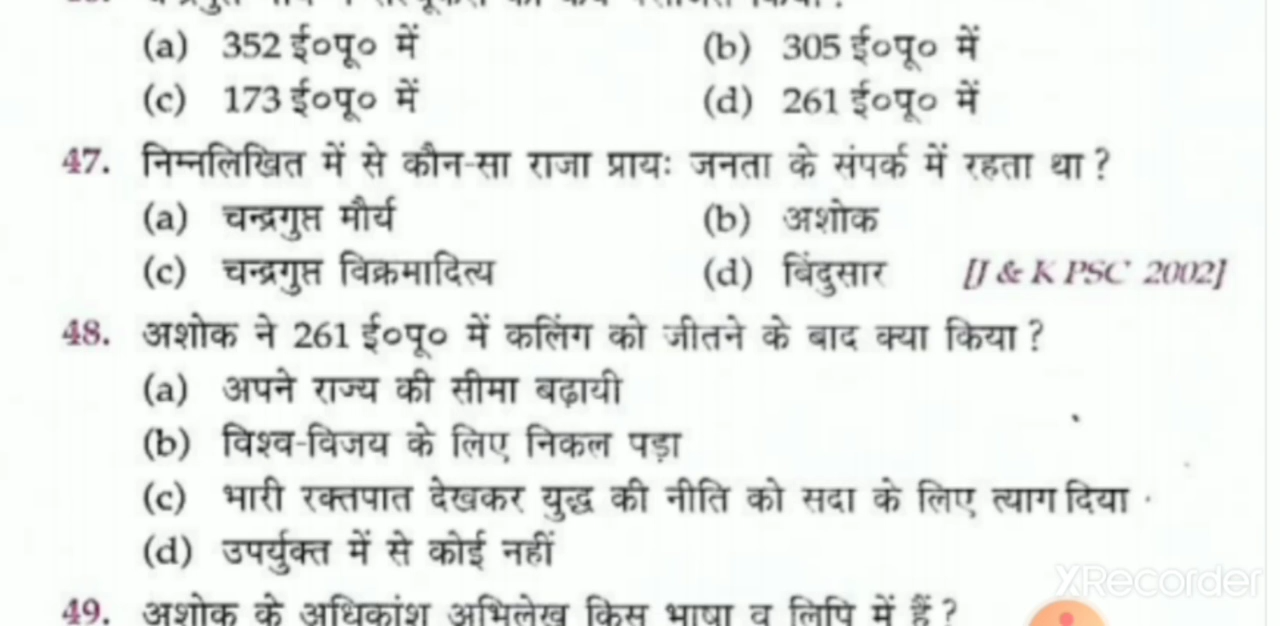 (a) 352 ई०पू० में (b) 305 ई०पू० में
(c) 173 ई०पू० में (d) 261 ई०पू० में
47. निम्नलिखित में से कौन-सा राजा प्रायः जनता के संपर्क में रहता था ?
(a) चन्द्रगुप्त मौर्य (b) अशोक
(c) चन्द्रगुप्त विक्रमादित्य (d) बिंदुसार [J & K PSC 2002]
48. अशोक ने 261 ई०पू० में कलिंग को जीतने के बाद क्या किया ?
(a) अपने राज्य की सीमा बढ़ायी
(b) विश्व-विजय के लिए निकल पड़ा
(c) भारी रक्तपात देखकर युद्ध की नीति को सदा के लिए त्याग दिया
(d) उपर्युक्त में से कोई नहीं
49. अशोक के अधिकांश अभिलेख किस भाषा व लिपि में हैं ?
XRecorder